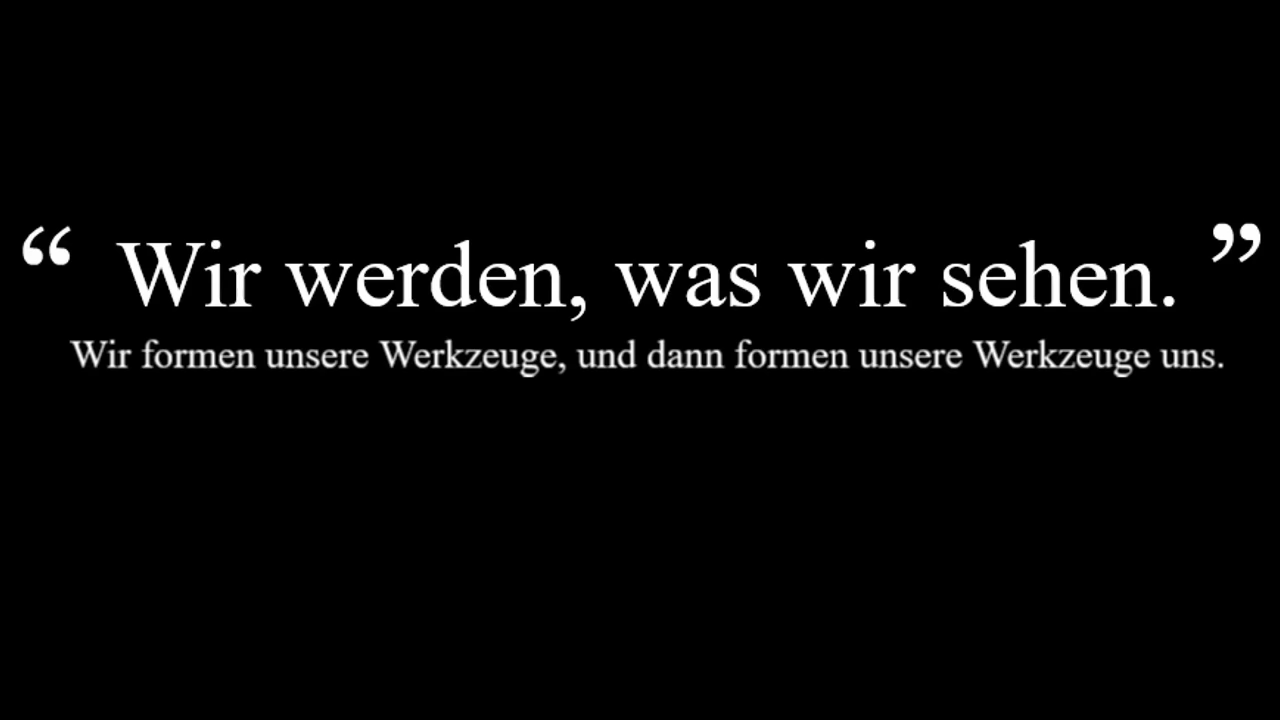 “ Wir werden, was wir sehen. ”
Wir formen unsere Werkzeuge, und dann formen unsere Werkzeuge uns.